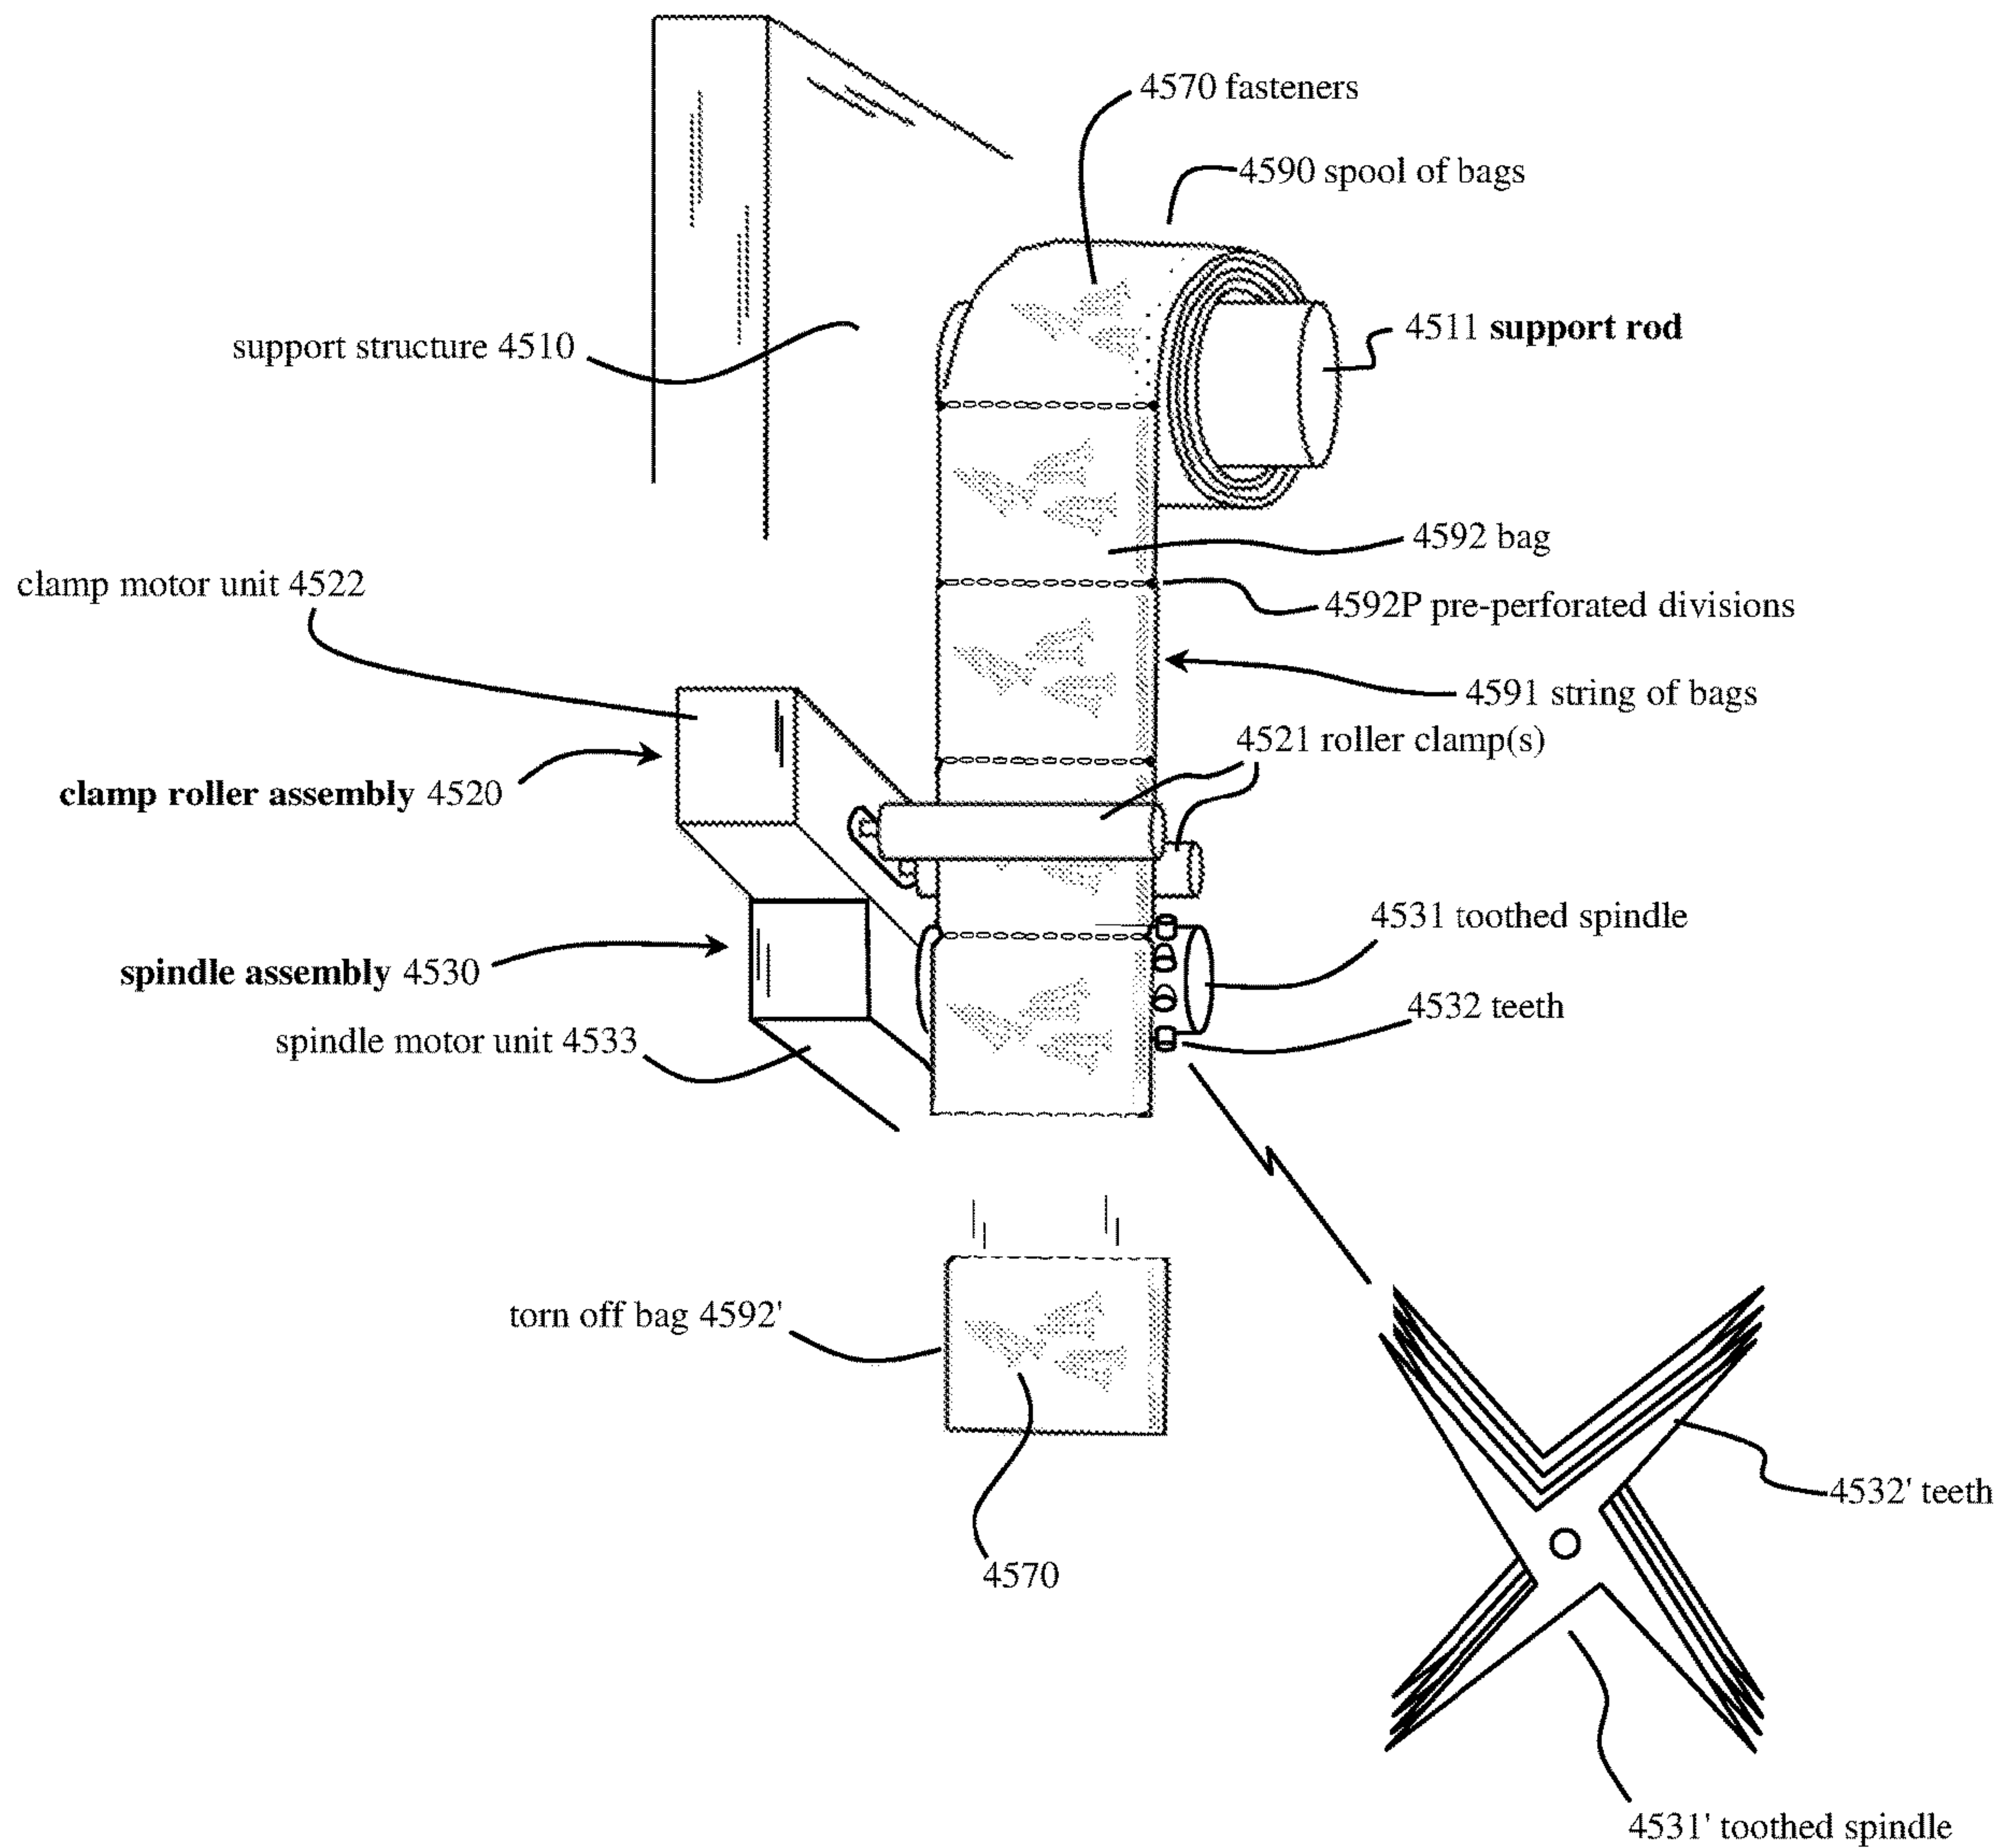 4570 fasteners
4590 spool of bags
4511 support rod
support structure 4510
4592 bag
clamp motor unit 4522
4592P pre-perforated divisions
4591 string of bags
4521 roller clamp(s)
clamp roller assembly 4520
4531 toothed spindle
spindle assembly 4530
4532 teeth
spindle motor unit 4533
torn off bag 4592'
4532' teeth
4570
4531' toothed spindle